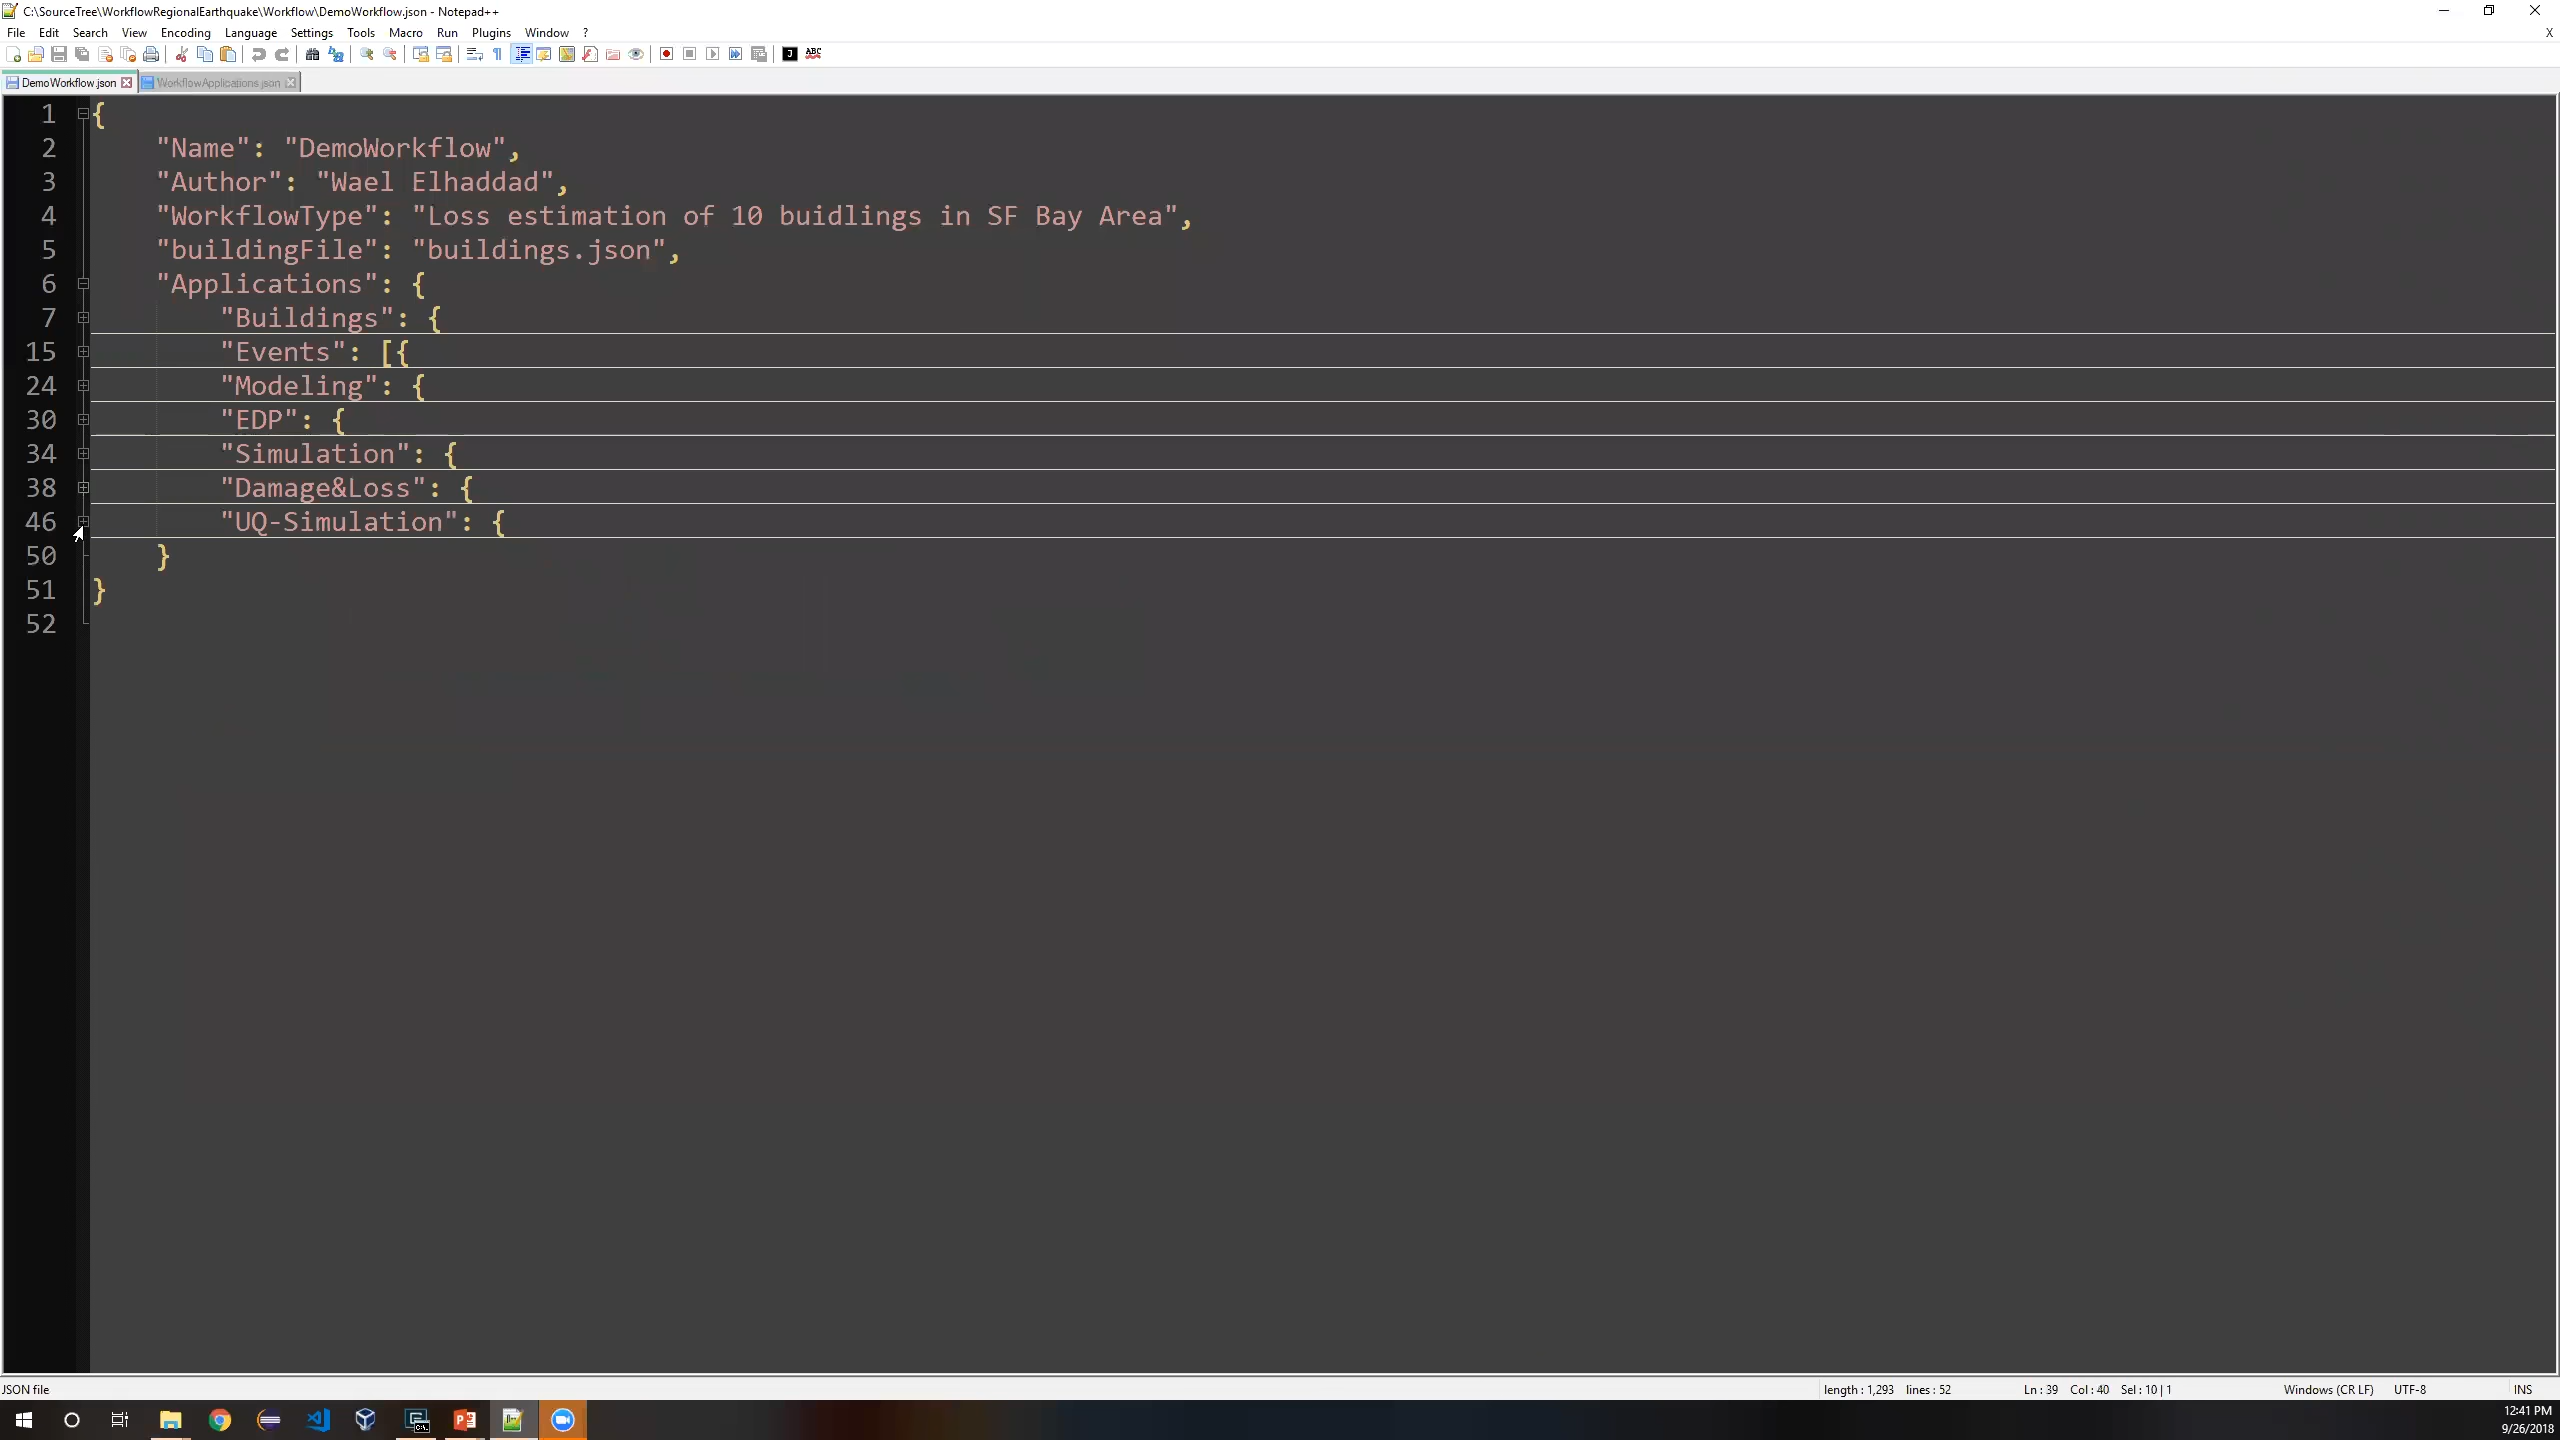 C:\SourceTree\WorkflowRegionalEarthquake\Workflow\DemoWorkflow.json - Notepad++
File Edit Search View Encoding Language Settings Tools Macro Run Plugins Window ? X
DemoWorkflow.json WorkflowApplications.json
1 {
2 "Name": "DemoWorkflow",
3 "Author": "Wael Elhaddad",
4 "WorkflowType": "Loss estimation of 10 buidlings in SF Bay Area",
5 "buildingFile": "buildings.json",
6 "Applications": {
7 "Buildings": {
15 "Events": [{
24 "Modeling": {
30 "EDP": {
34 "Simulation": {
38 "Damage&Loss": {
46 "UQ-Simulation": {
50 }
51 }
52
JSON file length : 1,293 lines : 52 Ln : 39 Col : 40 Sel : 10 | 1 Windows (CR LF) UTF-8 INS
12:41 PM
9/26/2018